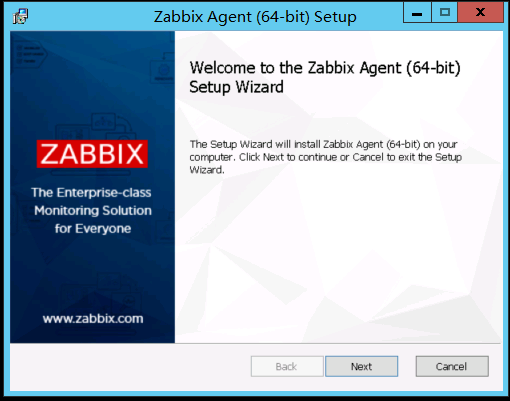 Zabbix Agent (64-bit) Setup
Welcome to the Zabbix Agent (64-bit)
Setup Wizard
The Setup Wizard will install Zabbix Agent (64-bit) on your
computer. Click Next to continue or Cancel to exit the Setup
Wizard.
ZABBIX
The Enterprise-class
Monitoring Solution
for Everyone
www.zabbix.com
Back
Next
Cancel